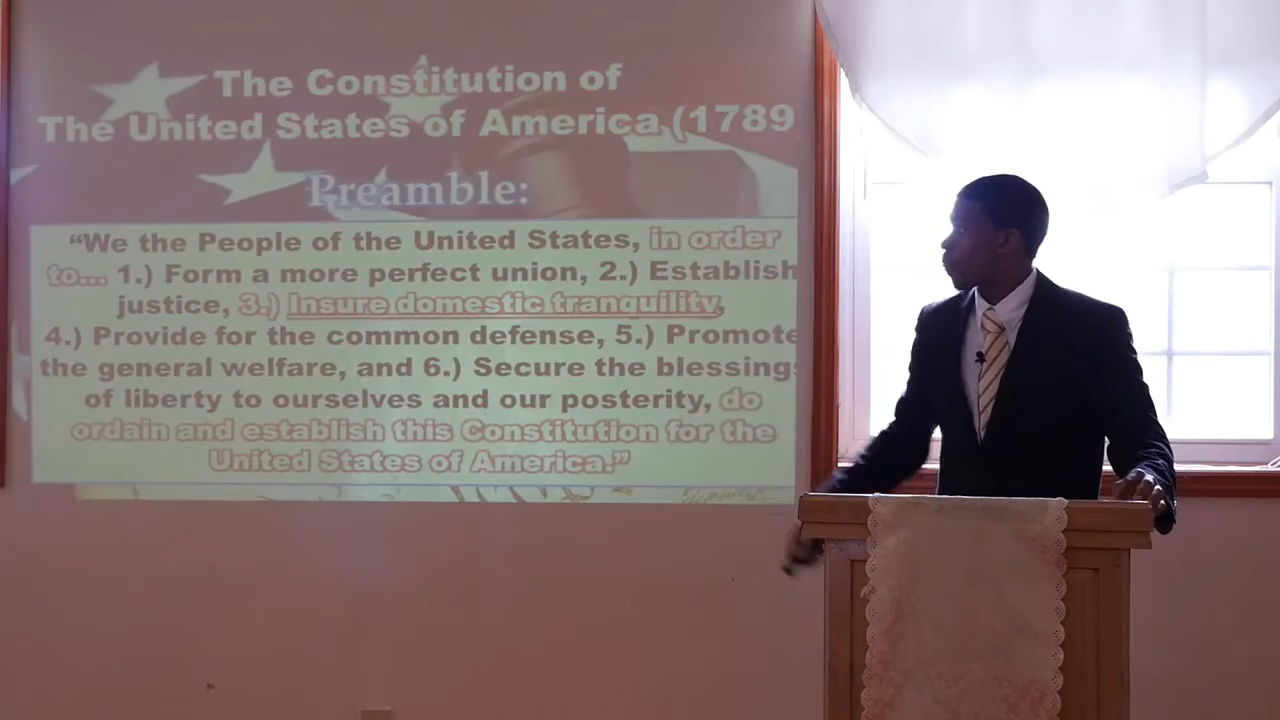 The Constitution of
The United States of America (1789
Preamble:
“We the People of the United States, in order
to... 1.) Form a more perfect union, 2.) Establish
justice, 3.) Insure domestic tranquility,
4.) Provide for the common defense, 5.) Promote
the general welfare, and 6.) Secure the blessings
of liberty to ourselves and our posterity, do
ordain and establish this Constitution for the
United States of America.”